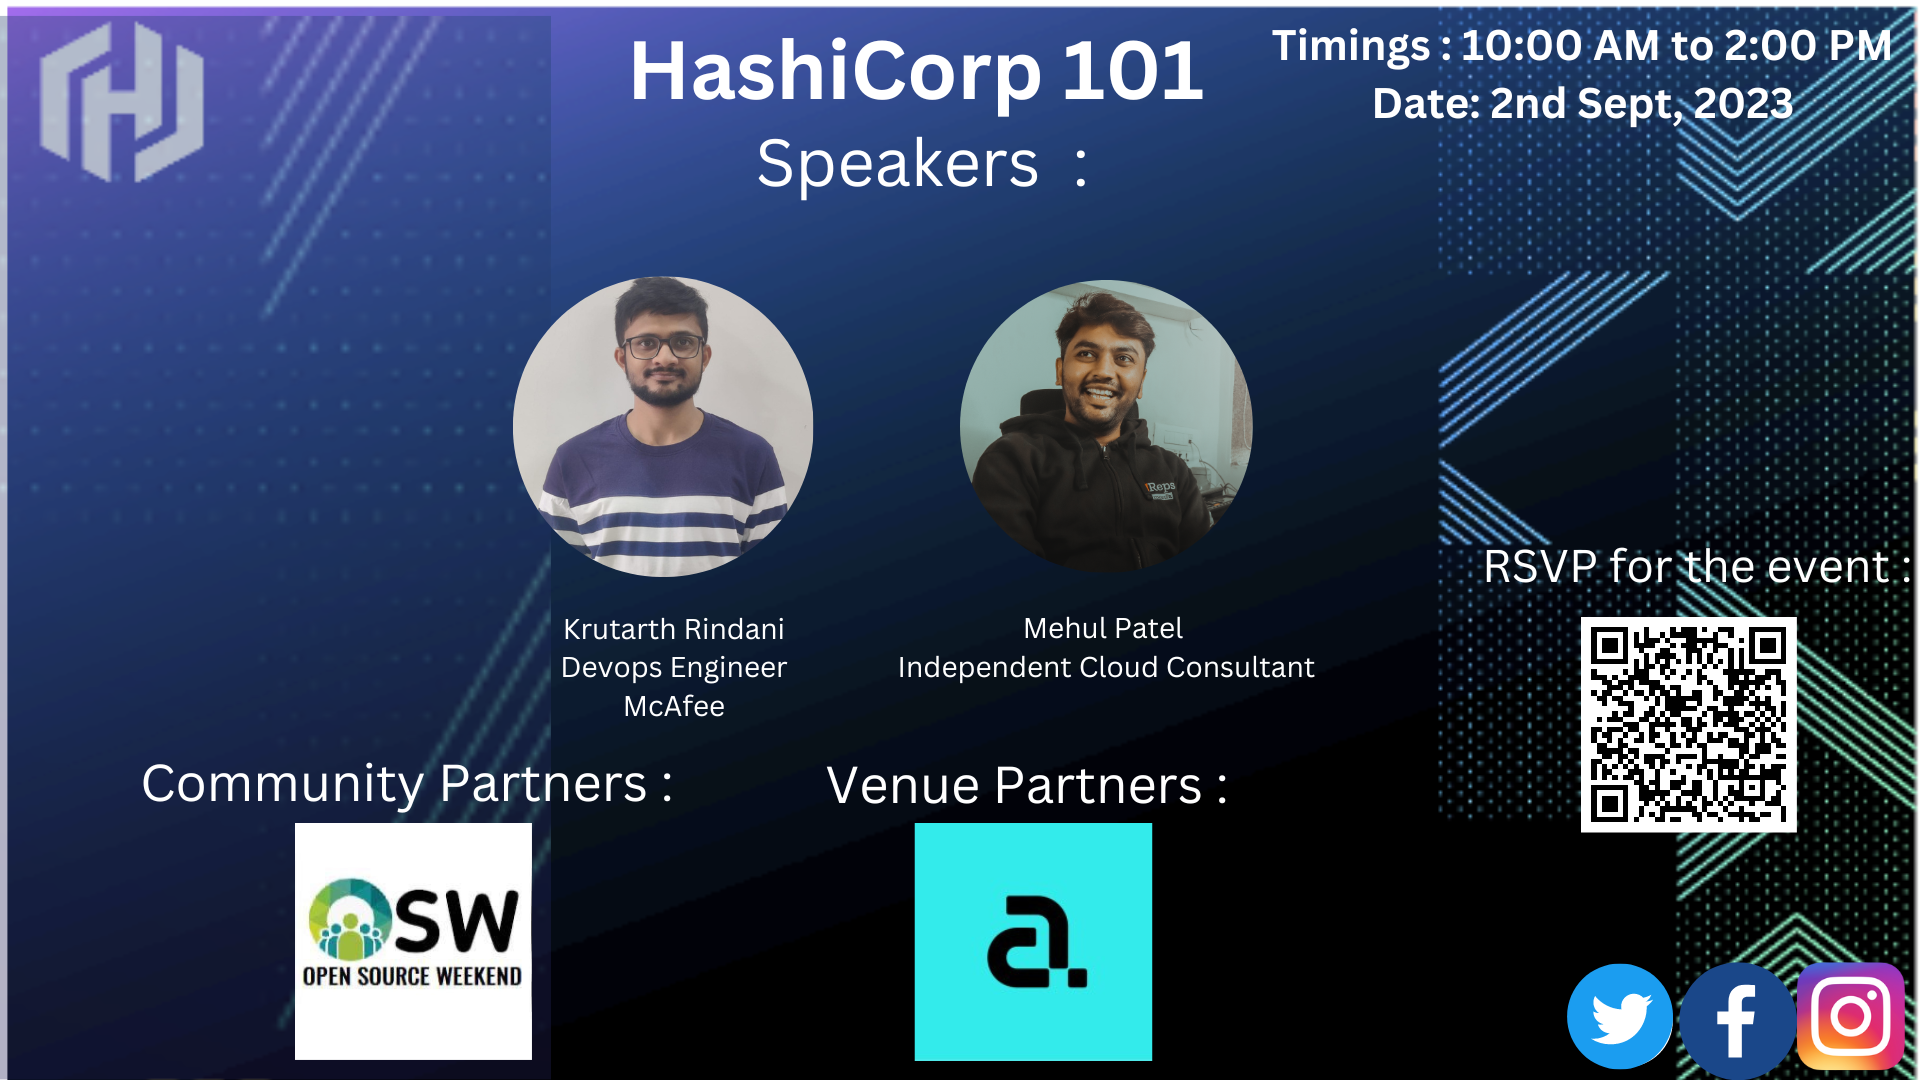 HashiCorp 101
Timings : 10:00 AM to 2:00 PM
Date: 2nd Sept, 2023
Speakers :
Reps
Krutarth Rindani
Devops Engineer
McAfee
Mehul Patel
Independent Cloud Consultant
RSVP for the event :
Community Partners :
Venue Partners :
OSW
OPEN SOURCE WEEKEND
a.